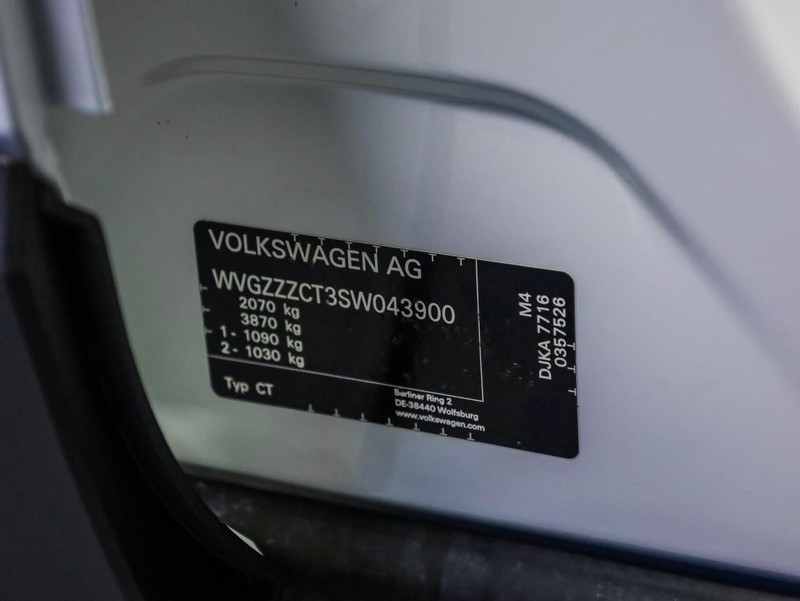 VOLKSWAGEN AG
WVGZZZCT3SW043900
2070 kg
3870 kg
1 - 1090 kg
2 - 1030 kg
Typ CT
Berliner Ring 2
DE-38440 Wolfsburg
www.volkswagen.com
M4
DJKA 7716
0357526